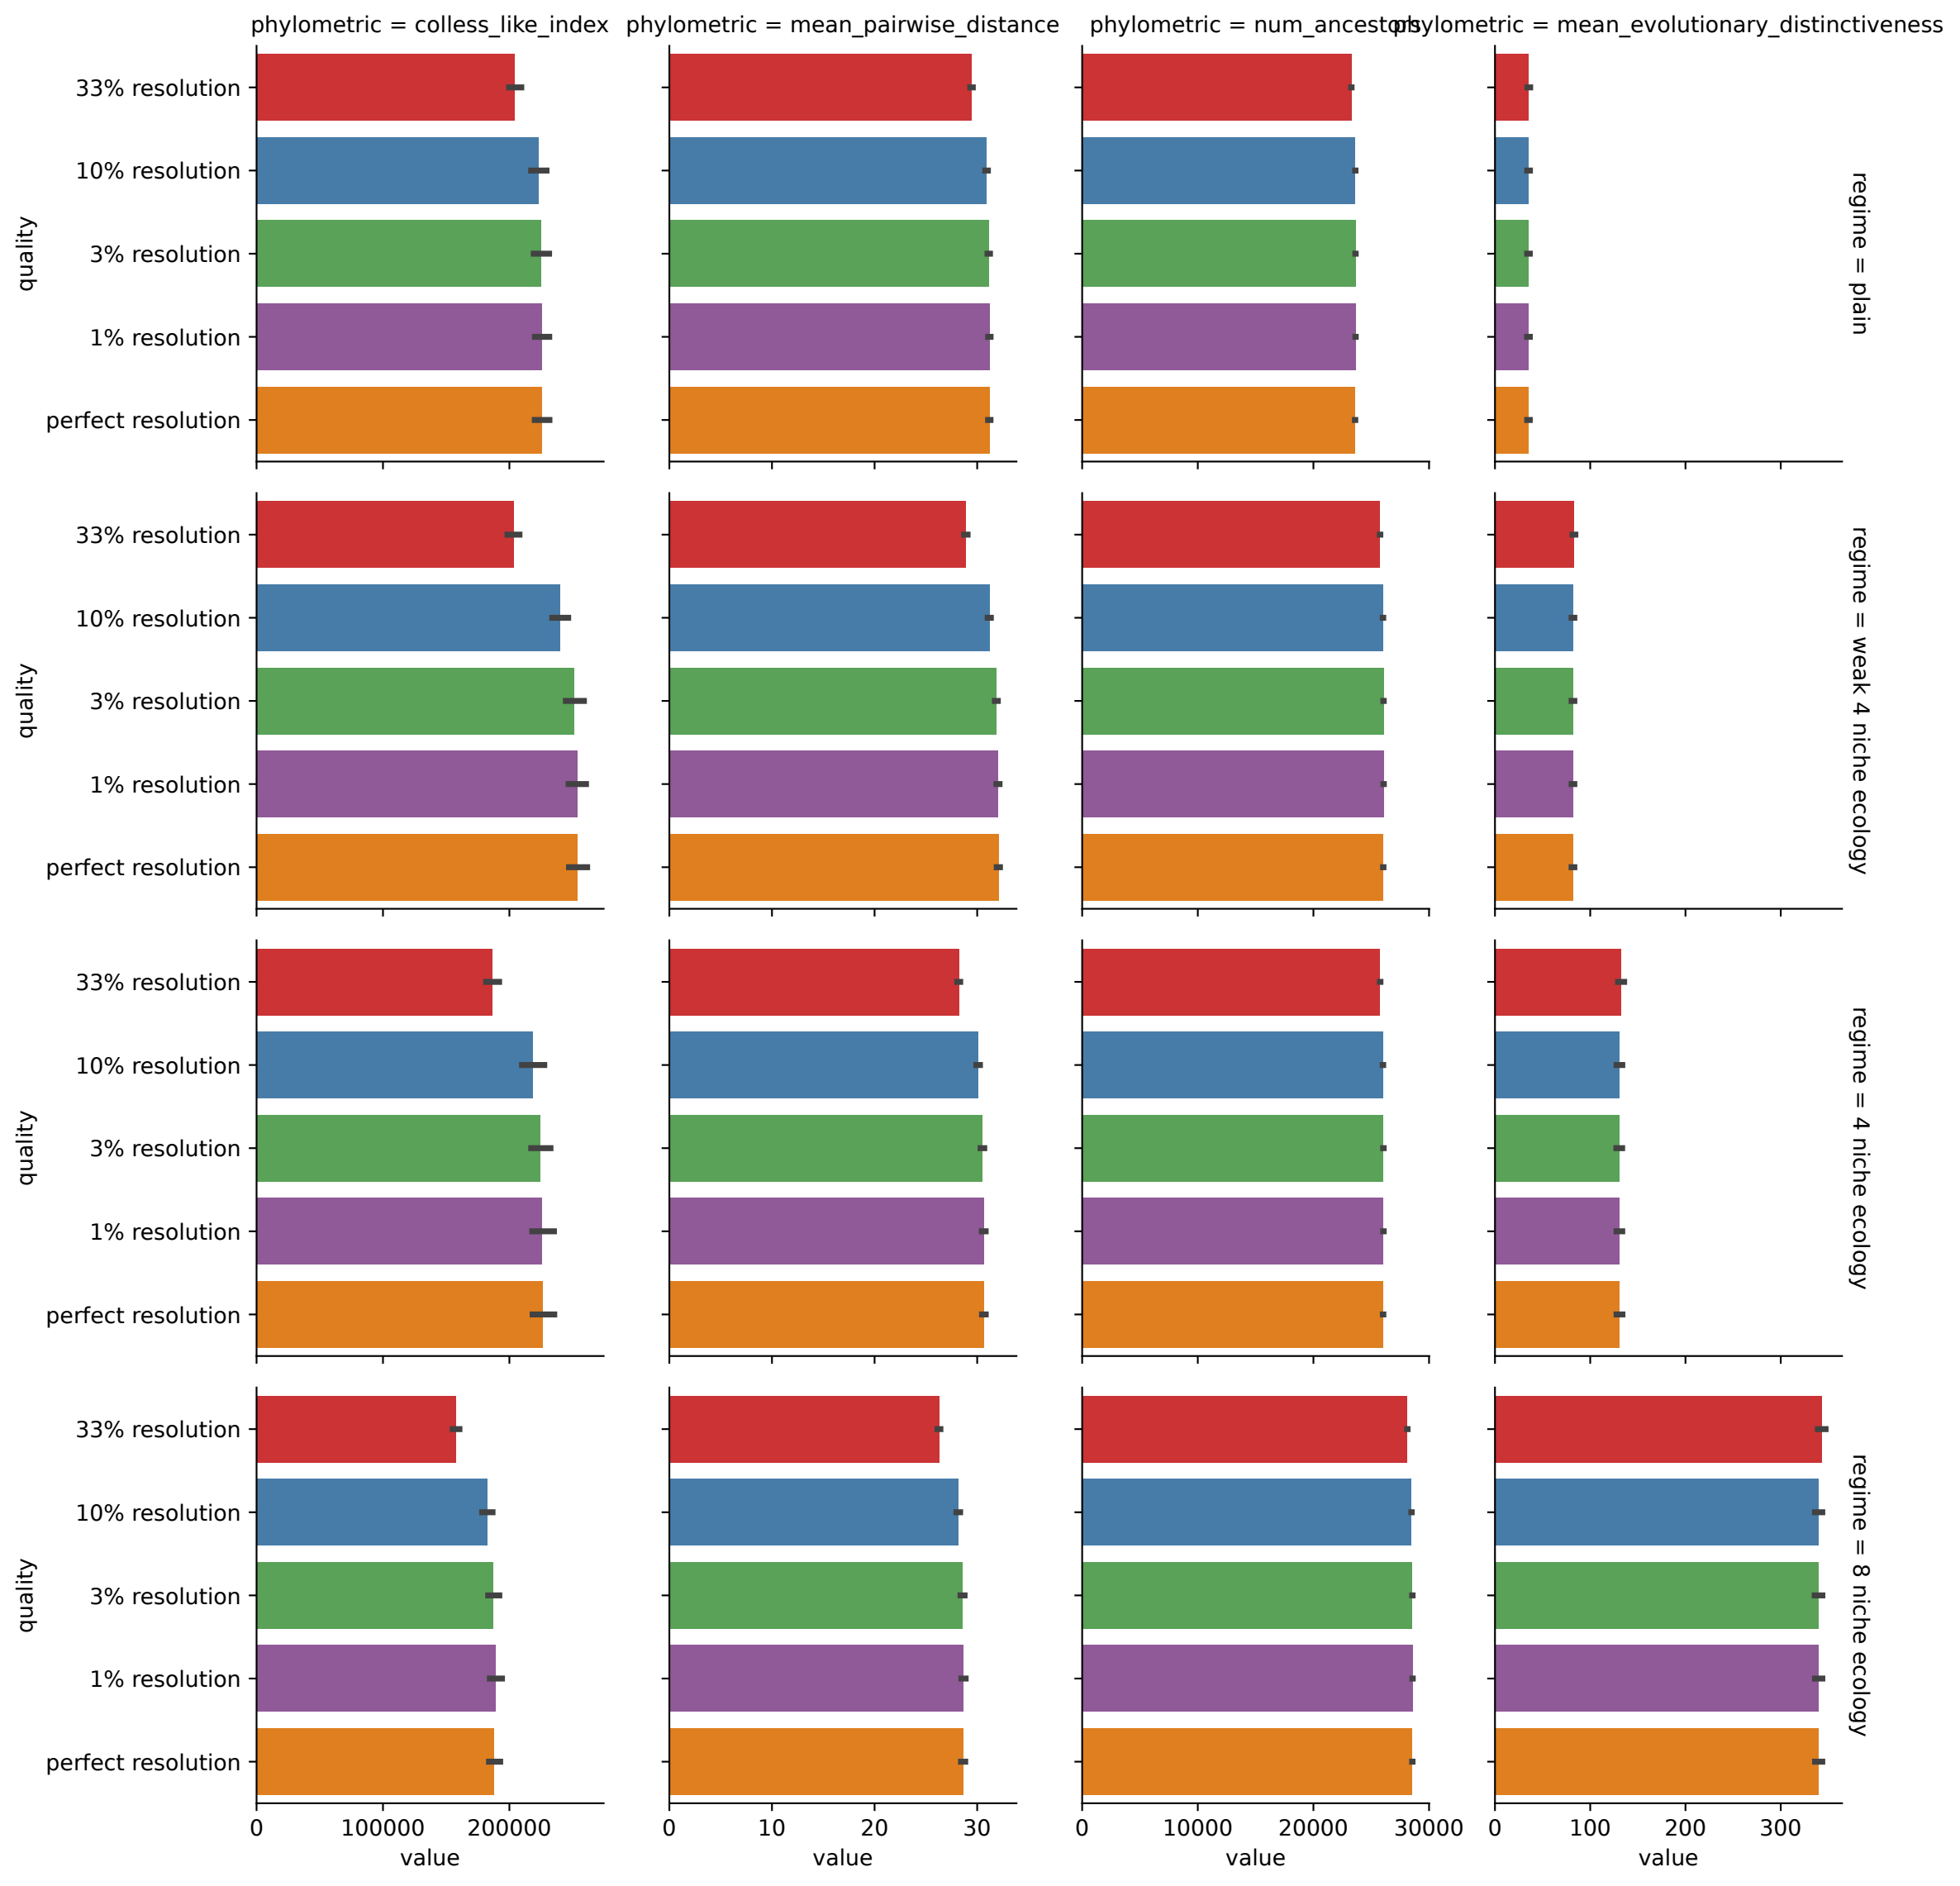 phylometric = colless_like_index
phylometric = mean_pairwise_distance
phylometric = num_ancestors
phylometric = mean_evolutionary_distinctiveness
quality
33% resolution
10% resolution
3% resolution
1% resolution
perfect resolution
regime = plain
quality
33% resolution
10% resolution
3% resolution
1% resolution
perfect resolution
regime = weak 4 niche ecology
quality
33% resolution
10% resolution
3% resolution
1% resolution
perfect resolution
regime = 4 niche ecology
quality
33% resolution
10% resolution
3% resolution
1% resolution
perfect resolution
regime = 8 niche ecology
0 100000 200000
0 10 20 30
0 10000 20000 30000
0 100 200 300
value
value
value
value